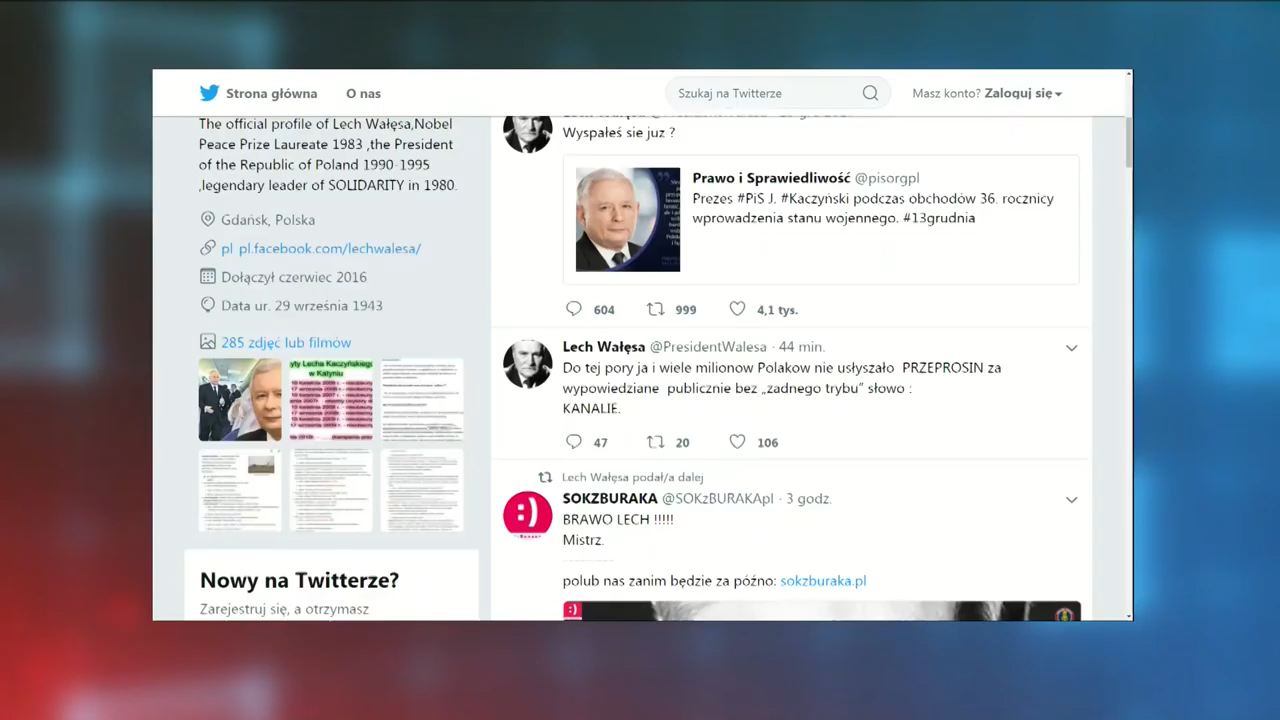 Strona główna
O nas
Szukaj na Twitterze
Masz konto? Zaloguj się
The official profile of Lech Wałęsa,Nobel
Peace Prize Laureate 1983 ,the President
of the Republic of Poland 1990-1995
,legendary leader of SOLIDARITY in 1980.
Gdańsk, Polska
pl-pl.facebook.com/lechwalesa/
Dołączył czerwiec 2016
Data ur. 29 września 1943
285 zdjęć lub filmów
yty Lecha Kaczyńskiego
w Katyniu
Nowy na Twitterze?
Zarejestruj się, a otrzymasz
Wyspałeś sie juz ?
Prawo i Sprawiedliwość @pisorgpl
Prezes #PiS J. #Kaczyński podczas obchodów 36. rocznicy
wprowadzenia stanu wojennego. #13grudnia
604 999 4,1 tys.
Lech Wałęsa @PresidentWalesa · 44 min.
Do tej pory ja i wiele milionow Polakow nie usłyszało PRZEPROSIN za
wypowiedziane publicznie bez żadnego trybu" słowo :
KANALIE.
47 20 106
Lech Wałęsa podał/a dalej
SOKZBURAKA @SOKzBURAKApl · 3 godz.
BRAWO LECH !!!!!
Mistrz.
polub nas zanim będzie za późno: sokzburaka.pl